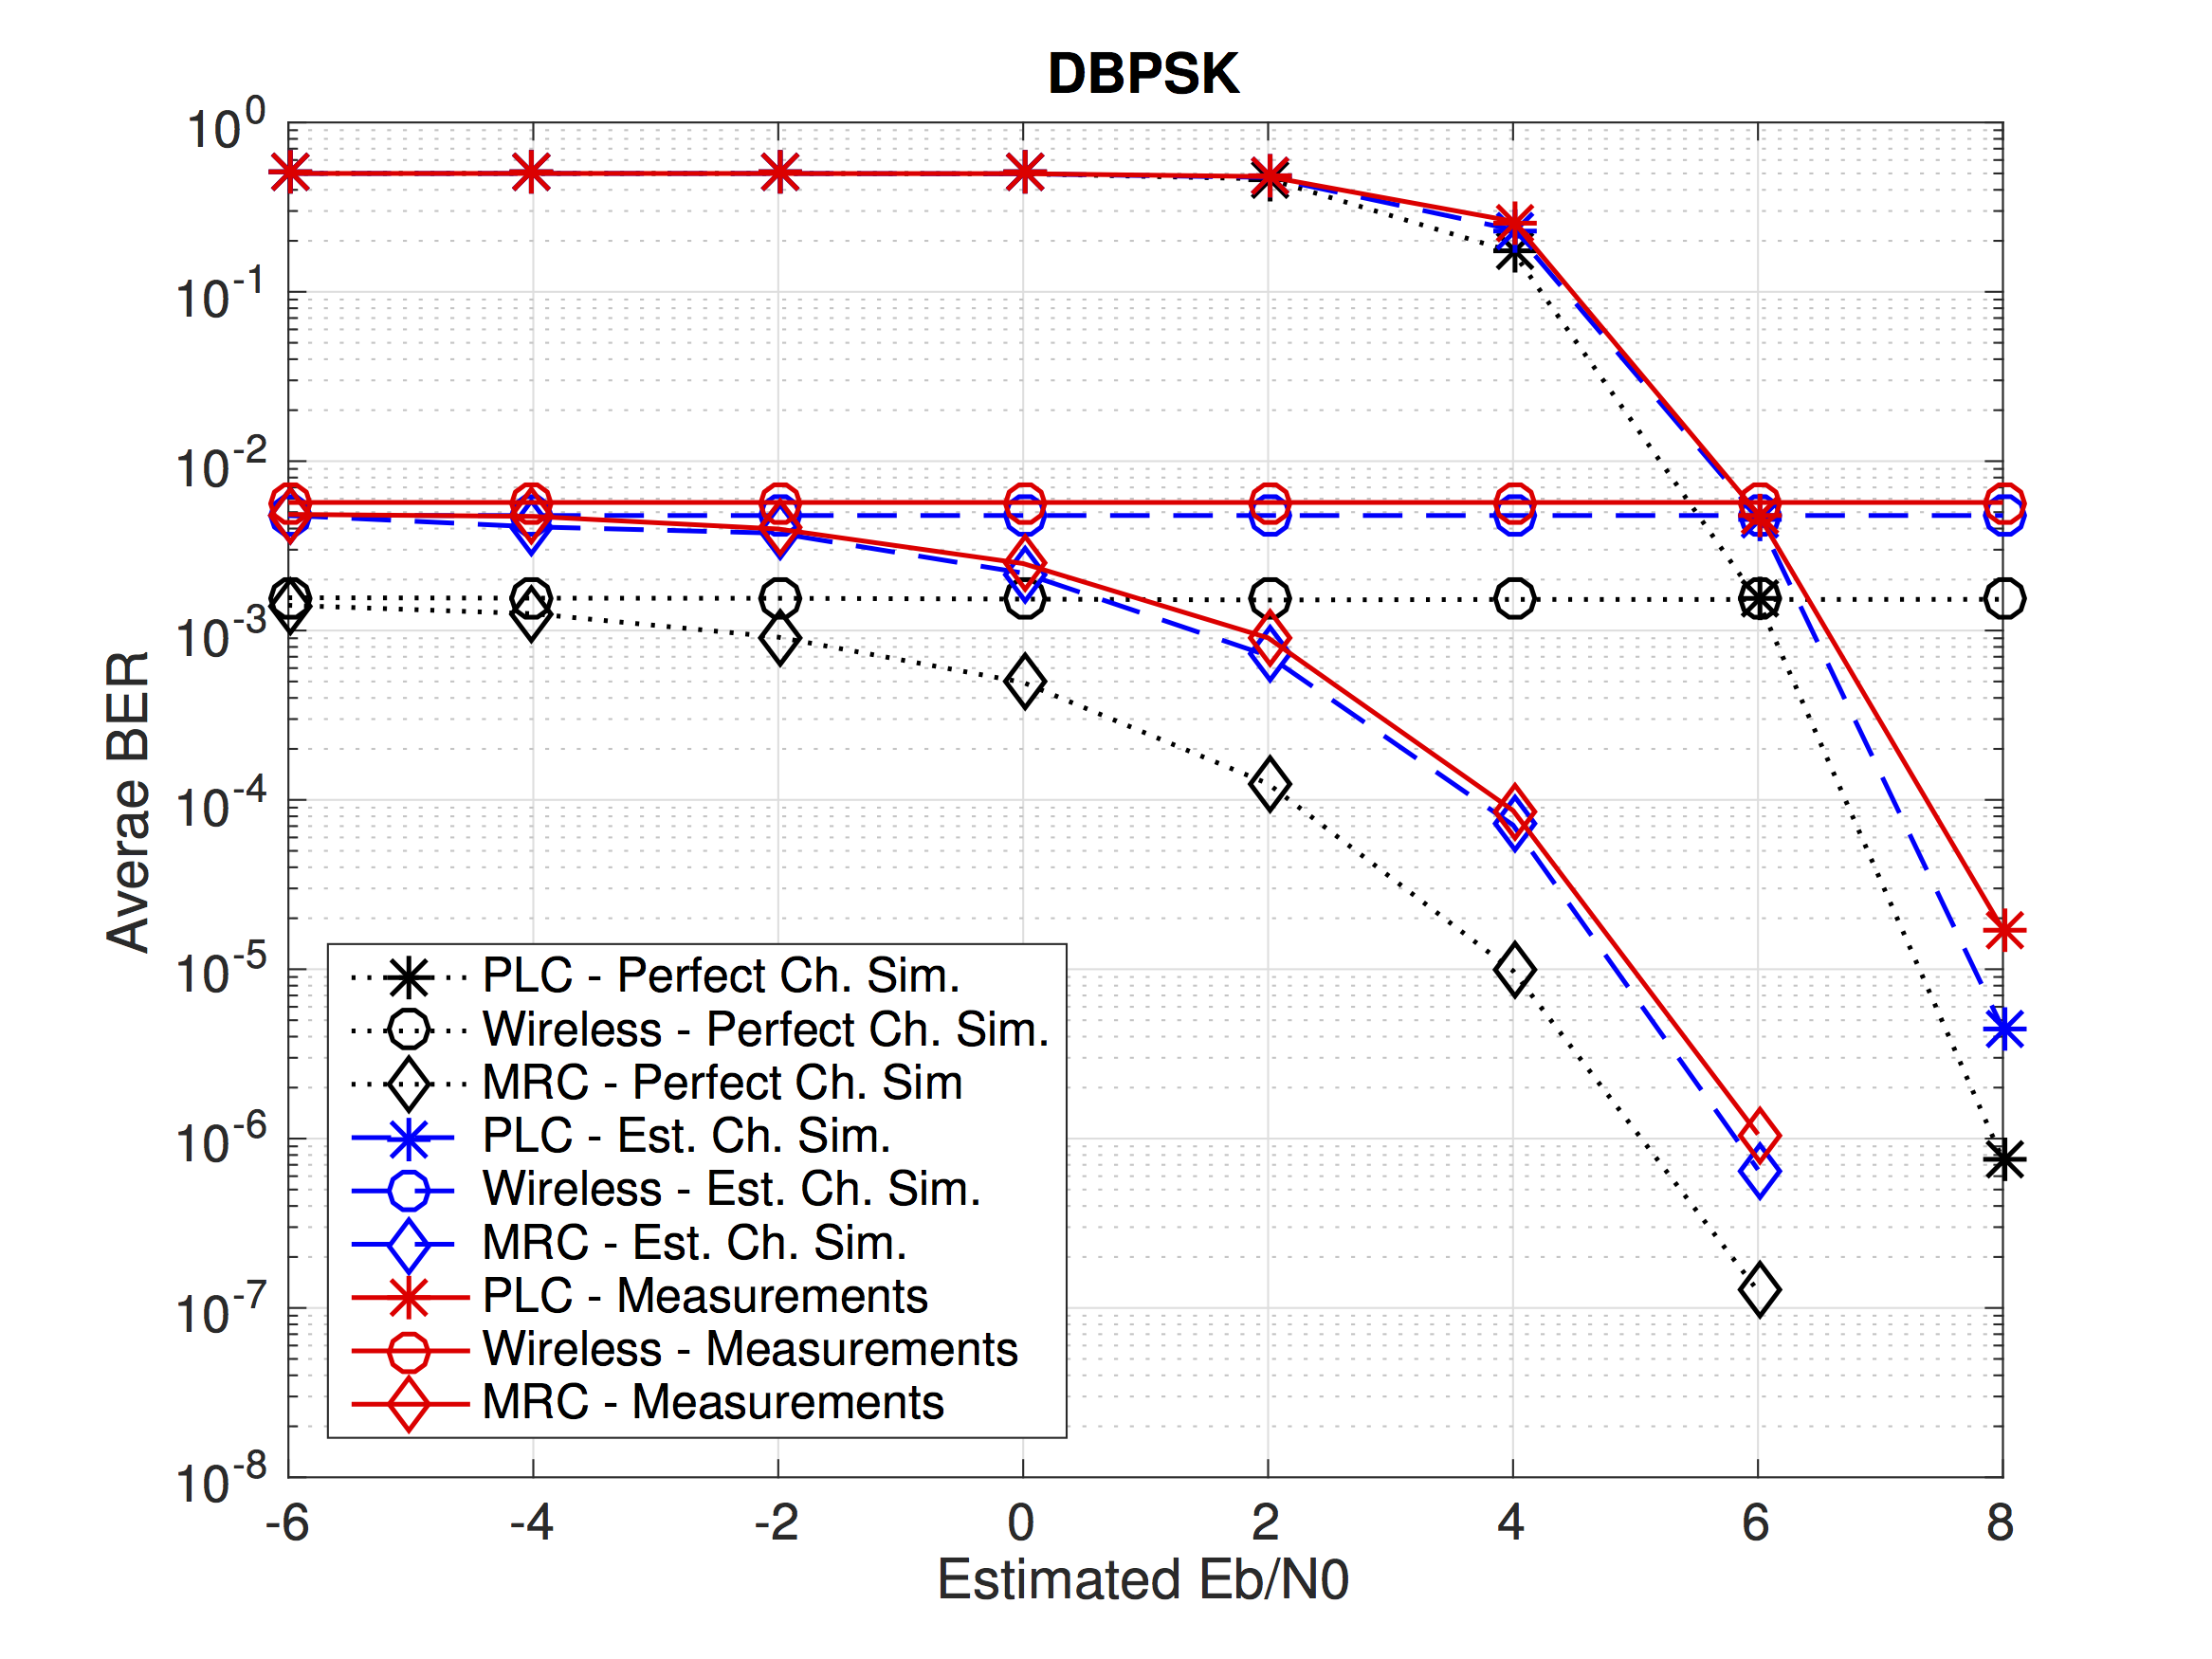 DBPSK
10^0
10^-1
10^-2
10^-3
10^-4
10^-5
10^-6
10^-7
10^-8
Averae BER
PLC - Perfect Ch. Sim.
Wireless - Perfect Ch. Sim.
MRC - Perfect Ch. Sim
PLC - Est. Ch. Sim.
Wireless - Est. Ch. Sim.
MRC - Est. Ch. Sim.
PLC - Measurements
Wireless - Measurements
MRC - Measurements
-6 -4 -2 0 2 4 6 8
Estimated Eb/N0